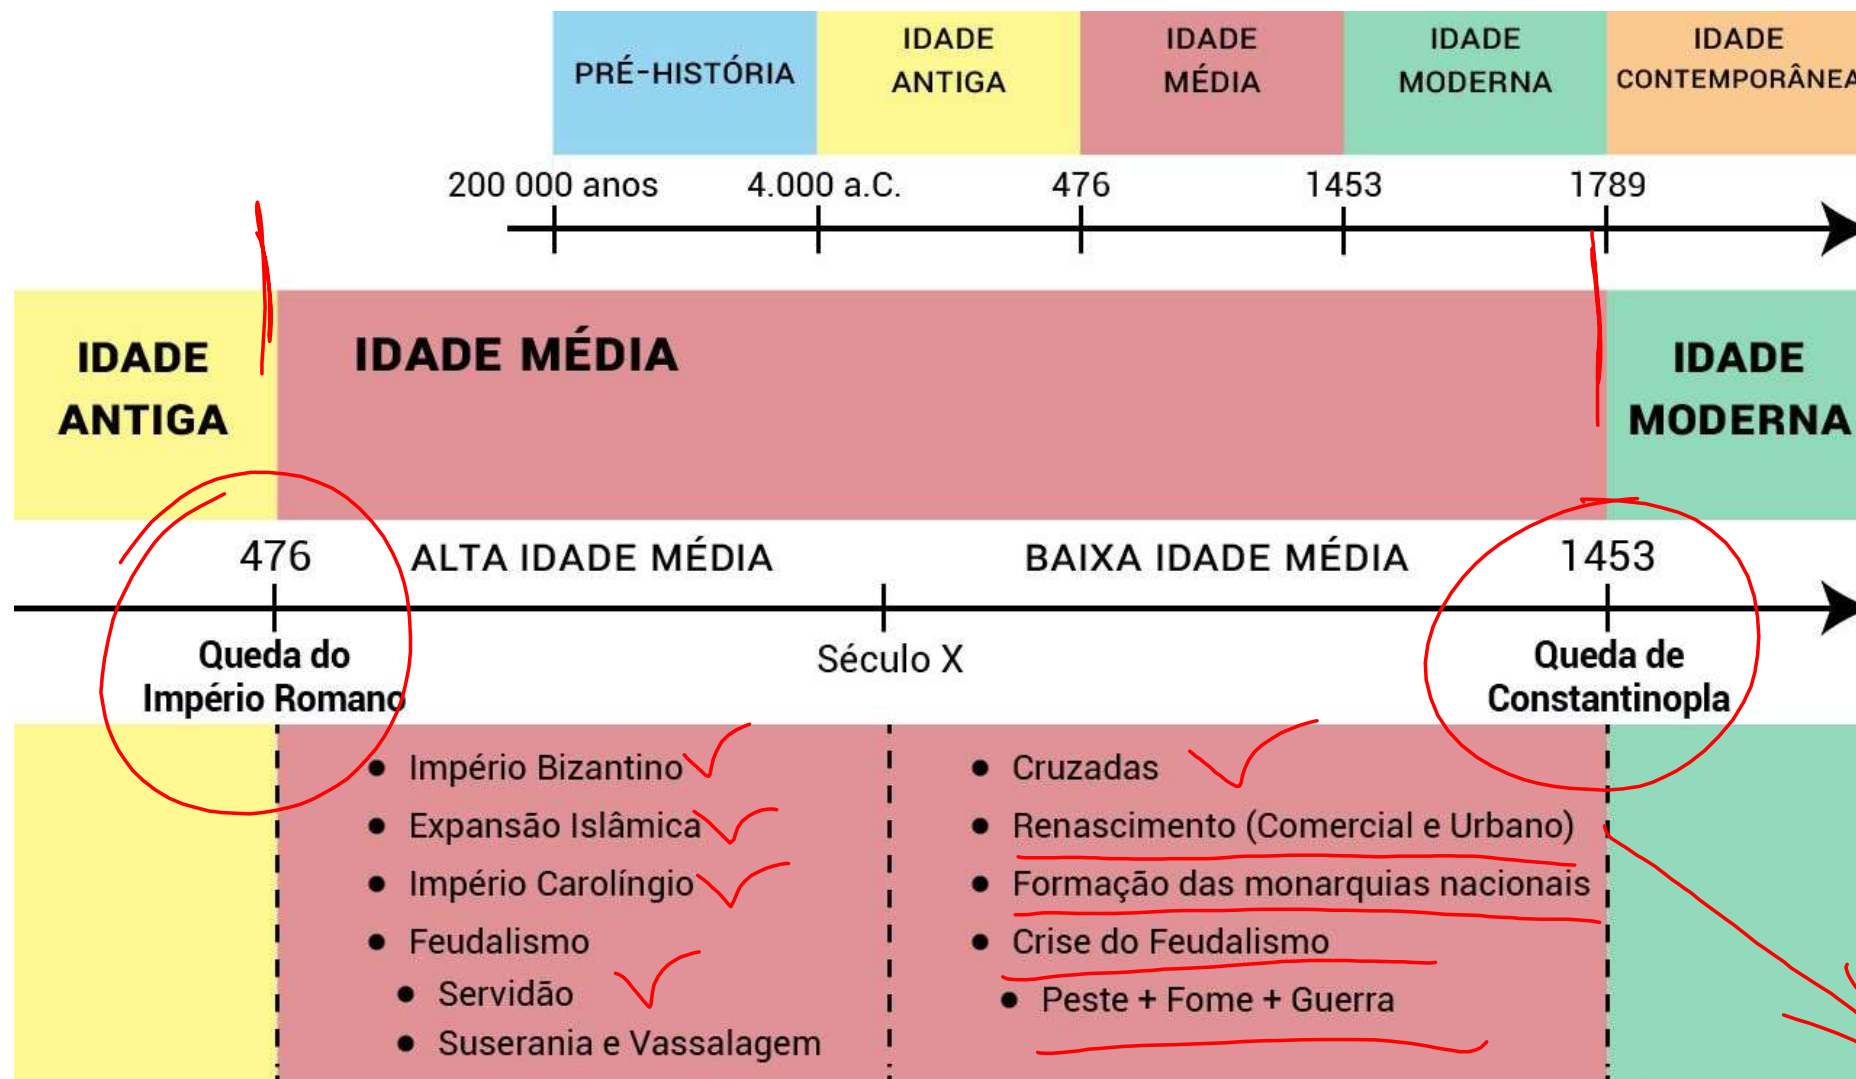 PRÉ-HISTÓRIA
IDADE
ANTIGA
IDADE
MÉDIA
IDADE
MODERNA
IDADE
CONTEMPORÂNEA
200 000 anos
4.000 a.C.
476
1453
1789
IDADE
ANTIGA
IDADE MÉDIA
IDADE
MODERNA
476
ALTA IDADE MÉDIA
BAIXA IDADE MÉDIA
1453
Queda do
Império Romano
Século X
Queda de
Constantinopla
• Império Bizantino
• Expansão Islâmica
• Império Carolíngio
• Feudalismo
• Servidão
• Suserania e Vassalagem
• Cruzadas
• Renascimento (Comercial e Urbano)
• Formação das monarquias nacionais
• Crise do Feudalismo
• Peste + Fome + Guerra